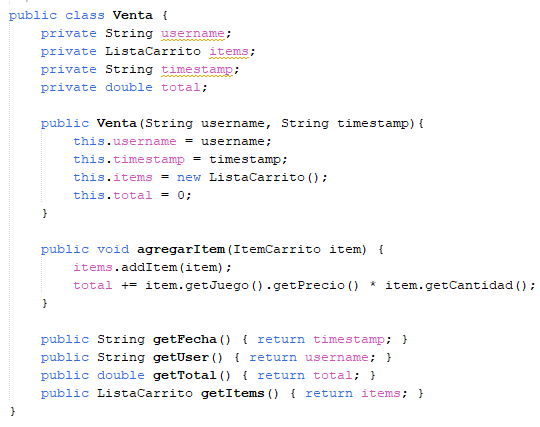 public class Venta {
    private String username;
    private ListaCarrito items;
    private String timestamp;
    private double total;

    public Venta(String username, String timestamp){
        this.username = username;
        this.timestamp = timestamp;
        this.items = new ListaCarrito();
        this.total = 0;
    }

    public void agregarItem(ItemCarrito item) {
        items.addItem(item);
        total += item.getJuego().getPrecio() * item.getCantidad();
    }

    public String getFecha() { return timestamp; }
    public String getUser() { return username; }
    public double getTotal() { return total; }
    public ListaCarrito getItems() { return items; }
}